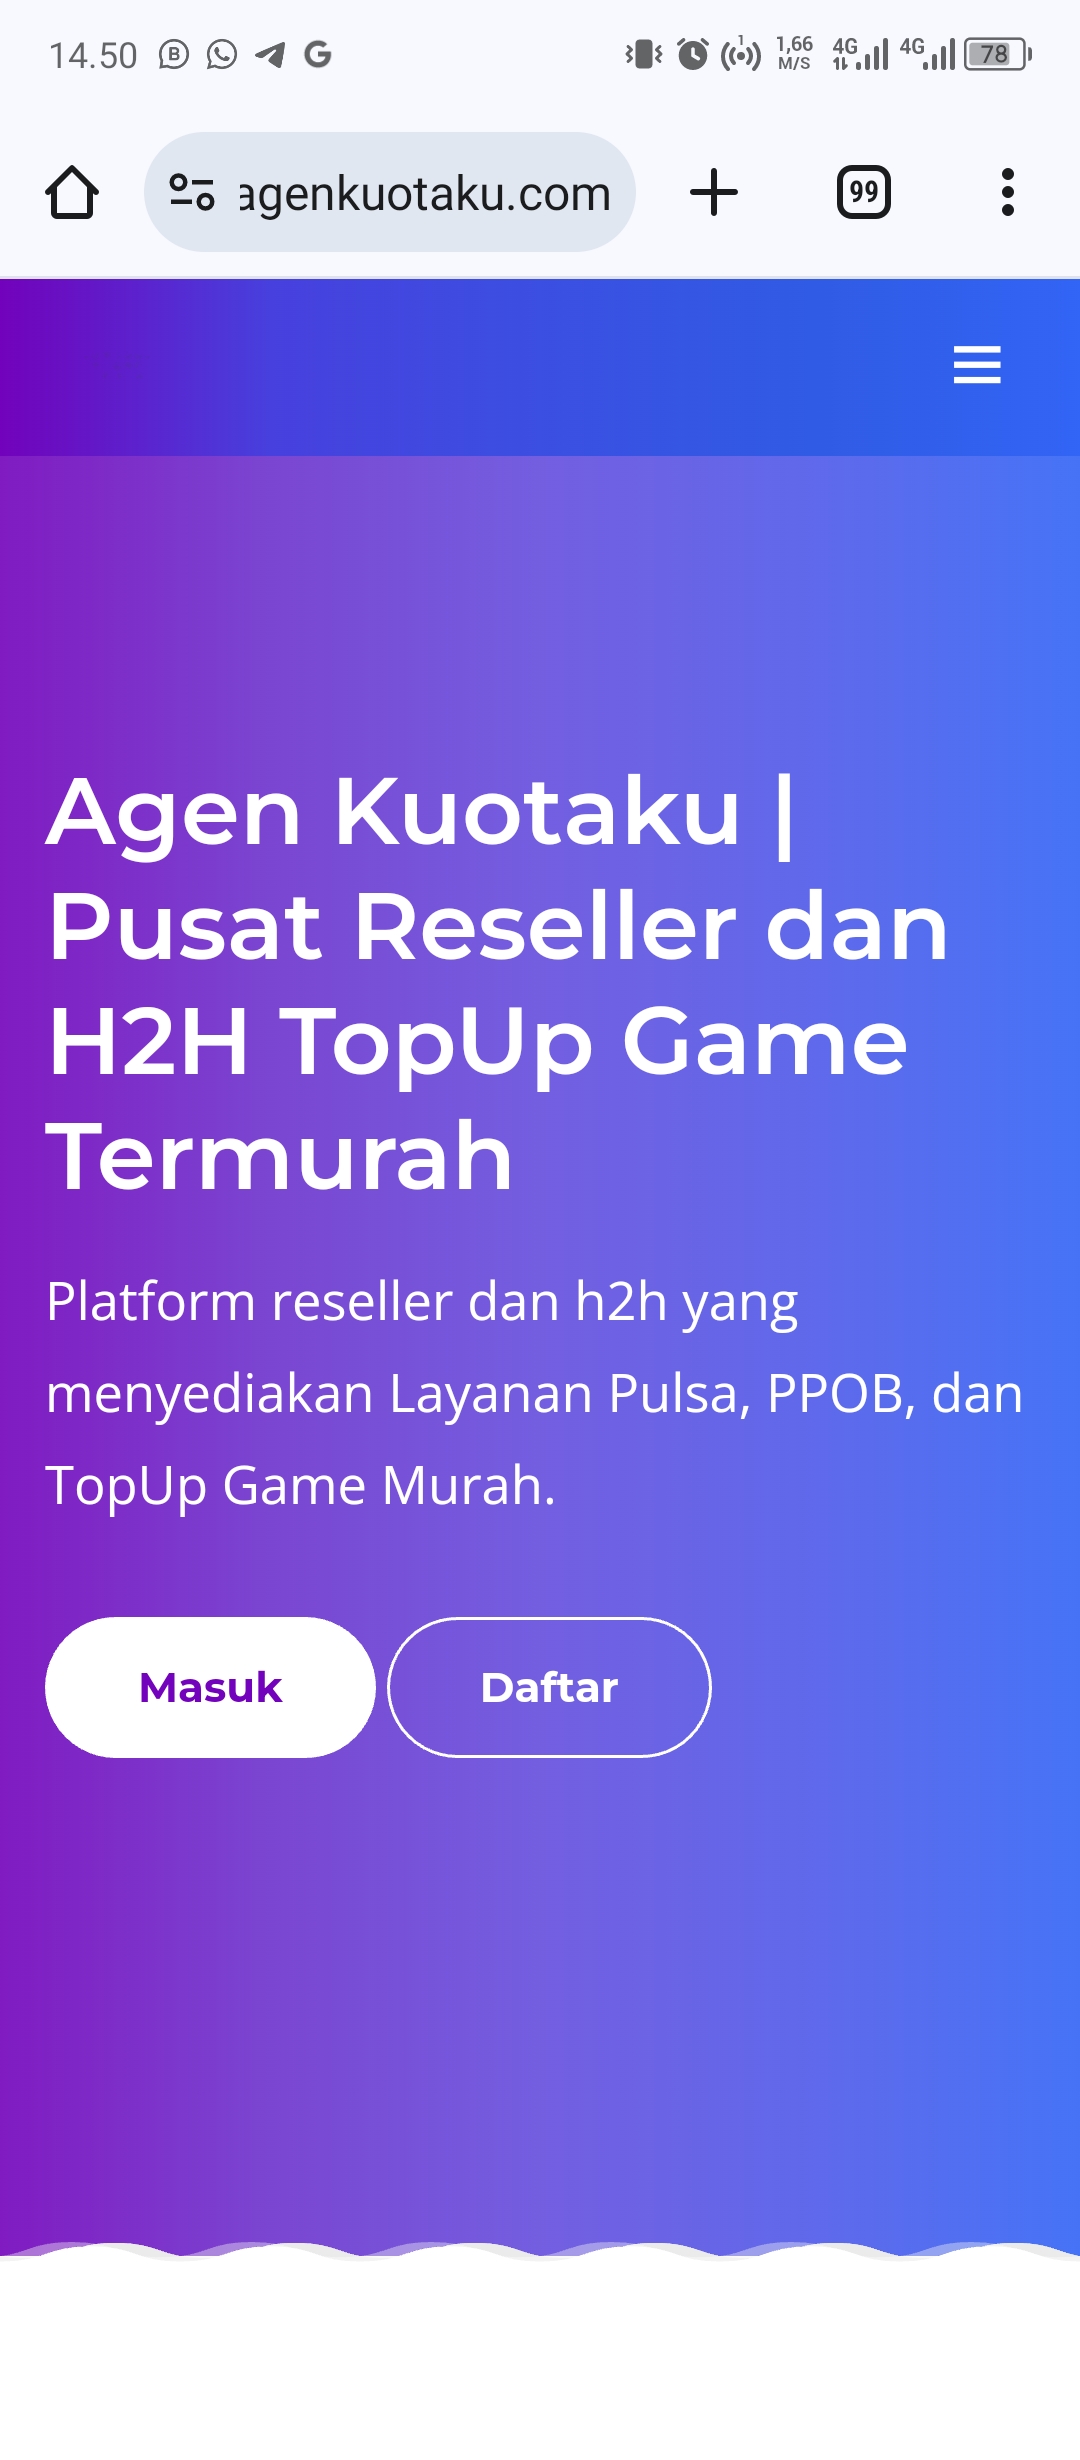 14.50
1
1,66
M/S
4G
4G
78
agenkuotaku.com
99
Agen Kuotaku |
Pusat Reseller dan
H2H TopUp Game
Termurah
Platform reseller dan h2h yang
menyediakan Layanan Pulsa, PPOB, dan
TopUp Game Murah.
Masuk
Daftar